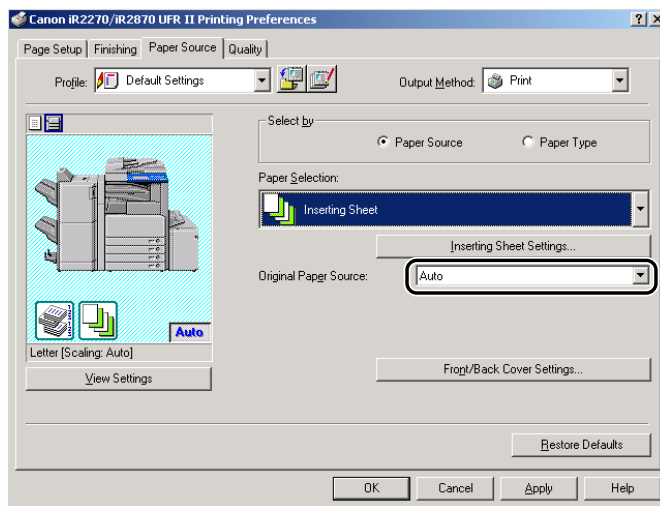 Canon iR2270/iR2870 UFR II Printing Preferences
Page Setup Finishing Paper Source Quality
Profile: Default Settings Output Method: Print
Select by
Paper Source Paper Type
Paper Selection:
Inserting Sheet
Inserting Sheet Settings...
Original Paper Source: Auto
Auto
Letter [Scaling: Auto]
View Settings
Front/Back Cover Settings...
Restore Defaults
OK Cancel Apply Help